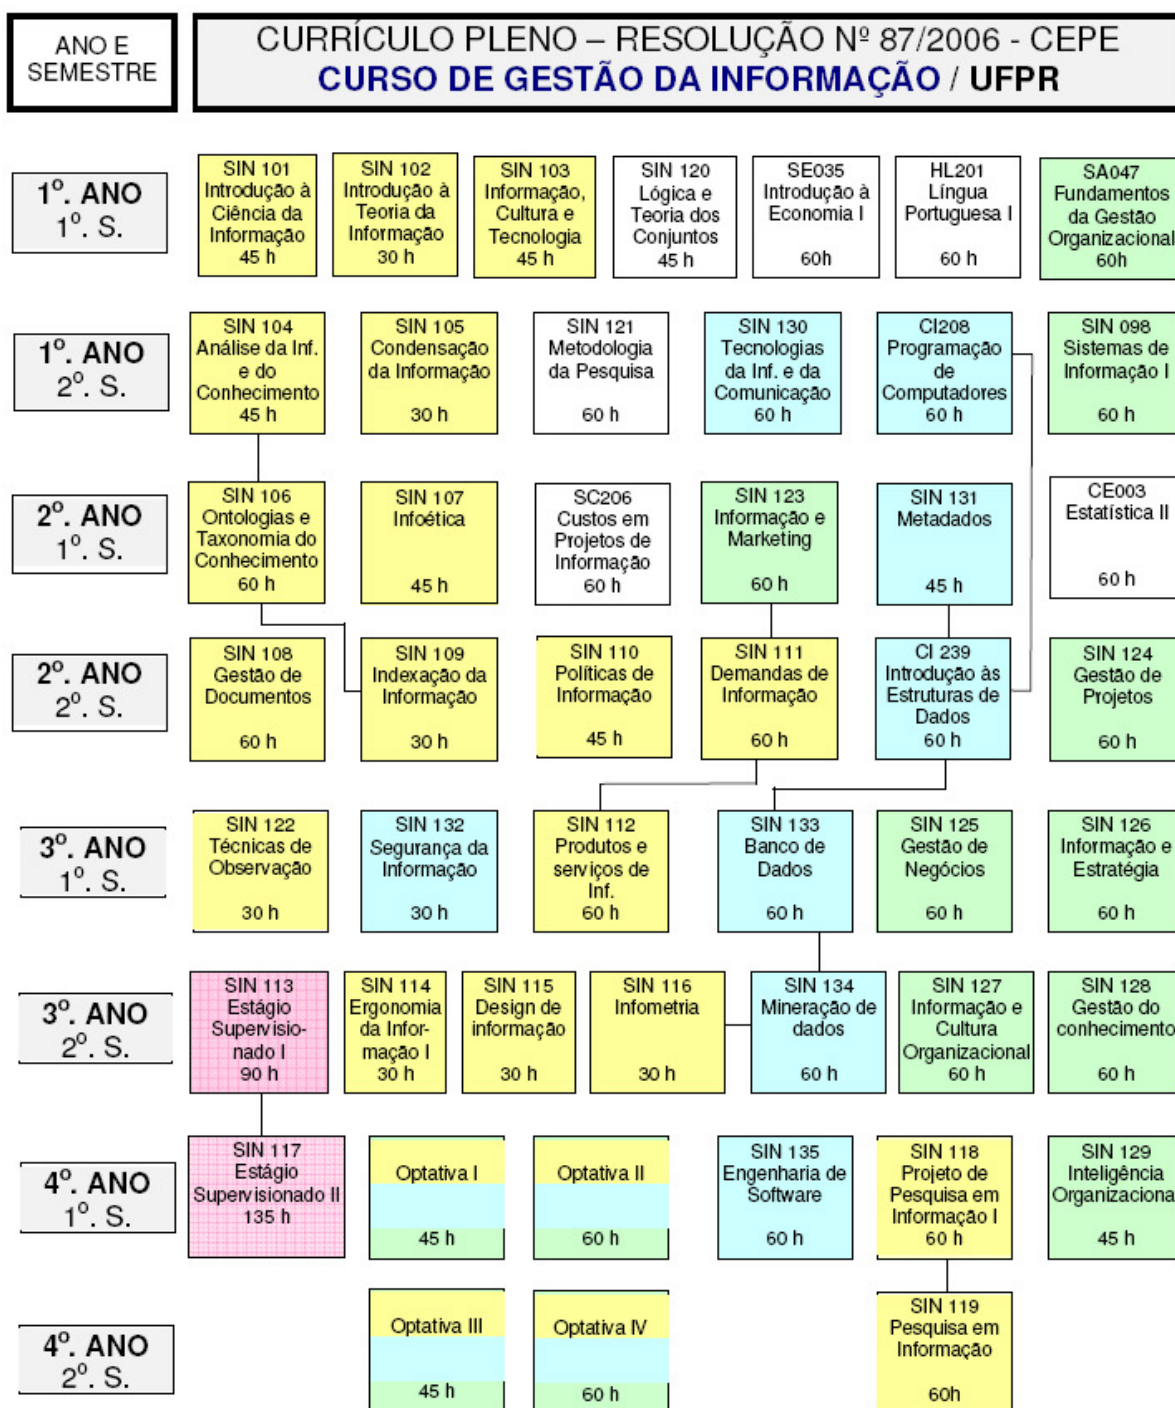 ANO E
SEMESTRE
CURRÍCULO PLENO – RESOLUÇÃO Nº 87/2006 - CEPE
CURSO DE GESTÃO DA INFORMAÇÃO / UFPR
1º. ANO
1º. S.
SIN 101
Introdução à
Ciência da
Informação
45 h
SIN 102
Introdução à
Teoria da
Informação
30 h
SIN 103
Informação,
Cultura e
Tecnologia
45 h
SIN 120
Lógica e
Teoria dos
Conjuntos
45 h
SE035
Introdução à
Economia I
60h
HL201
Língua
Portuguesa I
60 h
SA047
Fundamentos
da Gestão
Organizacional
60h
1º. ANO
2º. S.
SIN 104
Análise da Inf.
e do
Conhecimento
45 h
SIN 105
Condensação
da Informação
30 h
SIN 121
Metodologia
da Pesquisa
60 h
SIN 130
Tecnologias
da Inf. e da
Comunicação
60 h
CI208
Programação
de
Computadores
60 h
SIN 098
Sistemas de
Informação I
60 h
2º. ANO
1º. S.
SIN 106
Ontologias e
Taxonomia do
Conhecimento
60 h
SIN 107
Infoética
45 h
SC206
Custos em
Projetos de
Informação
60 h
SIN 123
Informação e
Marketing
60 h
SIN 131
Metadados
45 h
CE003
Estatística II
60 h
2º. ANO
2º. S.
SIN 108
Gestão de
Documentos
60 h
SIN 109
Indexação da
Informação
30 h
SIN 110
Políticas de
Informação
45 h
SIN 111
Demandas de
Informação
60 h
CI 239
Introdução às
Estruturas de
Dados
60 h
SIN 124
Gestão de
Projetos
60 h
3º. ANO
1º. S.
SIN 122
Técnicas de
Observação
30 h
SIN 132
Segurança da
Informação
30 h
SIN 112
Produtos e
serviços de
Inf.
60 h
SIN 133
Banco de
Dados
60 h
SIN 125
Gestão de
Negócios
60 h
SIN 126
Informação e
Estratégia
60 h
3º. ANO
2º. S.
SIN 113
Estágio
Supervisio-
nado I
90 h
SIN 114
Ergonomia
da Infor-
mação I
30 h
SIN 115
Design de
informação
30 h
SIN 116
Infometria
30 h
SIN 134
Mineração de
dados
60 h
SIN 127
Informação e
Cultura
Organizacional
60 h
SIN 128
Gestão do
conhecimento
60 h
4º. ANO
1º. S.
SIN 117
Estágio
Supervisionado II
135 h
Optativa I
45 h
Optativa II
60 h
SIN 135
Engenharia de
Software
60 h
SIN 118
Projeto de
Pesquisa em
Informação I
60 h
SIN 129
Inteligência
Organizaciona
45 h
4º. ANO
2º. S.
Optativa III
45 h
Optativa IV
60 h
SIN 119
Pesquisa em
Informação
60h